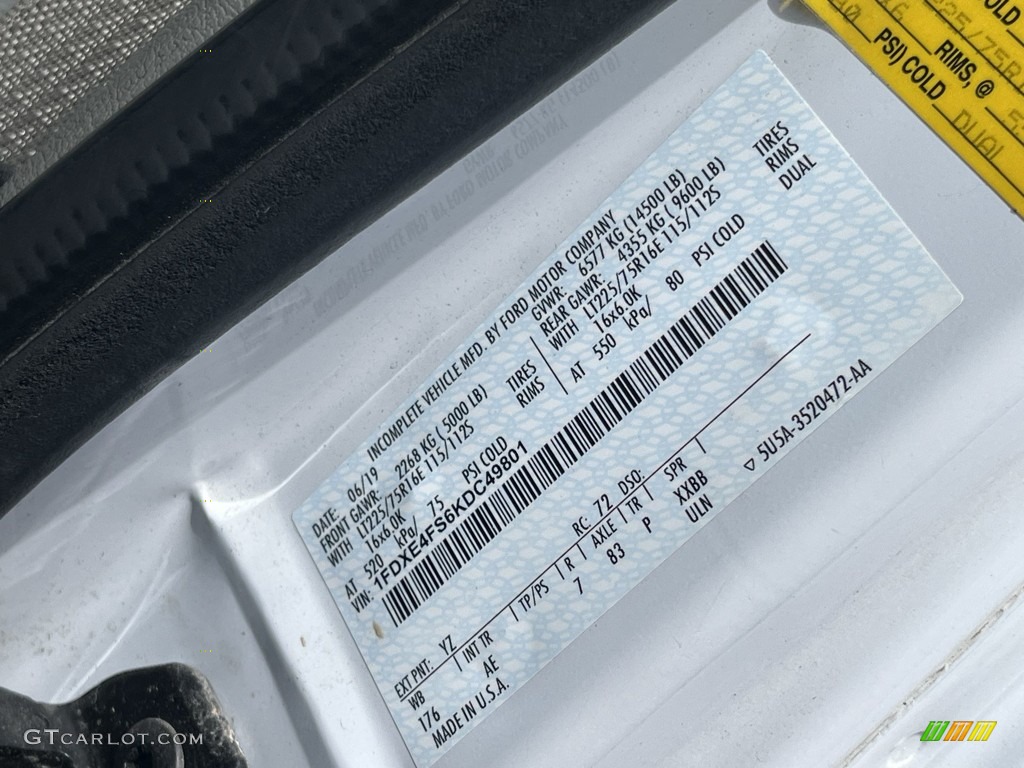 INCOMPLETE VEHICLE MFD. BY FORD MOTOR COMPANY
DATE: 06/19 GVWR: 6577 KG (14500 LB)
FRONT GAWR: 2268 KG ( 5000 LB) REAR GAWR: 4355 KG ( 9600 LB)
WITH LT225/75R16E 115/112S TIRES WITH LT225/75R16E 115/112S TIRES
16x6.0K RIMS 16x6.0K RIMS
AT 520 kPa/ 75 PSI COLD AT 550 kPa/ 80 PSI COLD DUAL
VIN: 1FDXE4FS6KDC49801
EXT PNT: YZ RC: 72 DSO:
WB INT TR TP/PS R AXLE TR SPR
176 AE 7 83 P XXBB
MADE IN U.S.A. ULN
▽ 5U5A-3520472-AA
OLD
RIMS, @
PSI) COLD
DUAL
GTCARLOT.COM